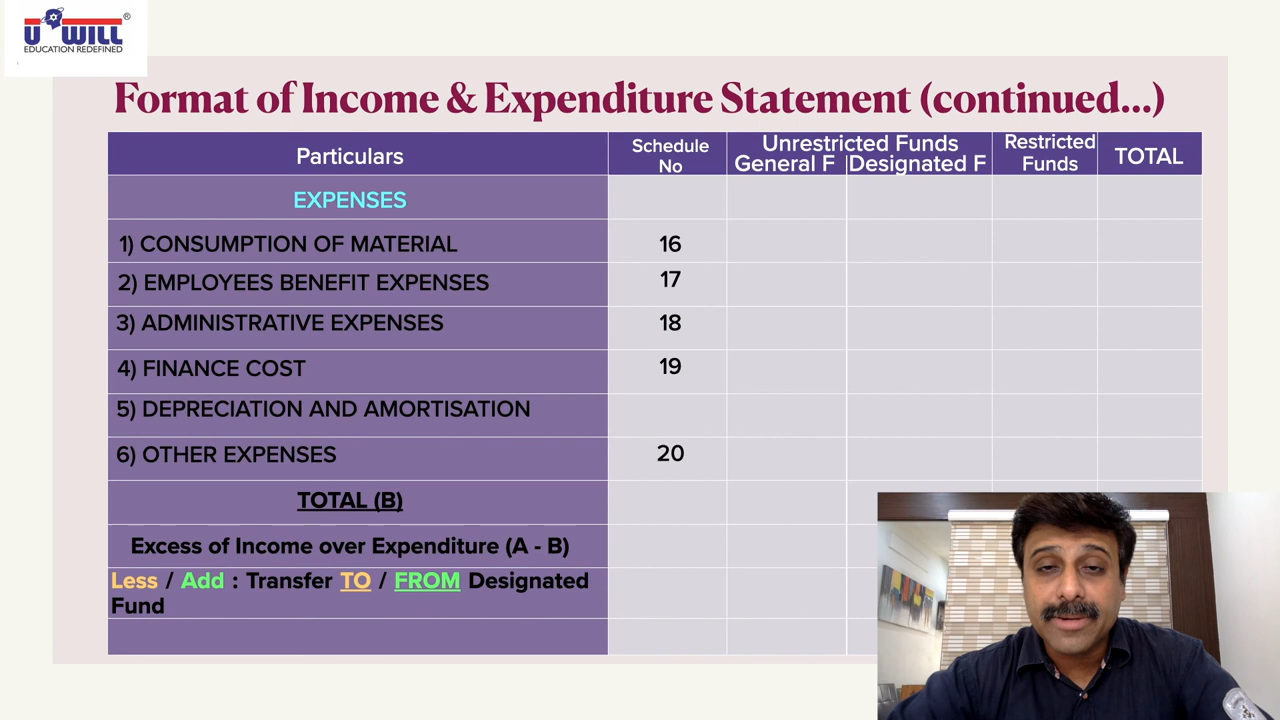 U WILL ®
EDUCATION REDEFINED
Format of Income & Expenditure Statement (continued...)
Particulars
Schedule No
Unrestricted Funds
General F
Designated F
Restricted Funds
TOTAL
EXPENSES
1) CONSUMPTION OF MATERIAL 16
2) EMPLOYEES BENEFIT EXPENSES 17
3) ADMINISTRATIVE EXPENSES 18
4) FINANCE COST 19
5) DEPRECIATION AND AMORTISATION
6) OTHER EXPENSES 20
TOTAL (B)
Excess of Income over Expenditure (A - B)
Less / Add : Transfer TO / FROM Designated
Fund